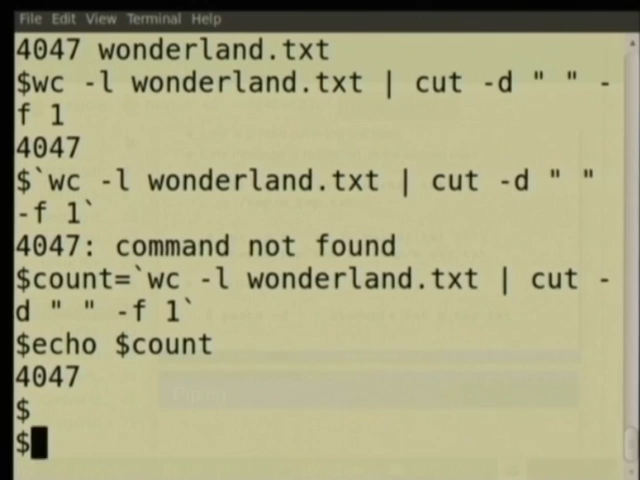 File Edit View Terminal Help
4047 wonderland.txt
$wc -l wonderland.txt | cut -d " " -
f 1
4047
$`wc -l wonderland.txt | cut -d " "
-f 1`
4047: command not found
$count=`wc -l wonderland.txt | cut -
d " " -f 1`
$echo $count
4047
$
$